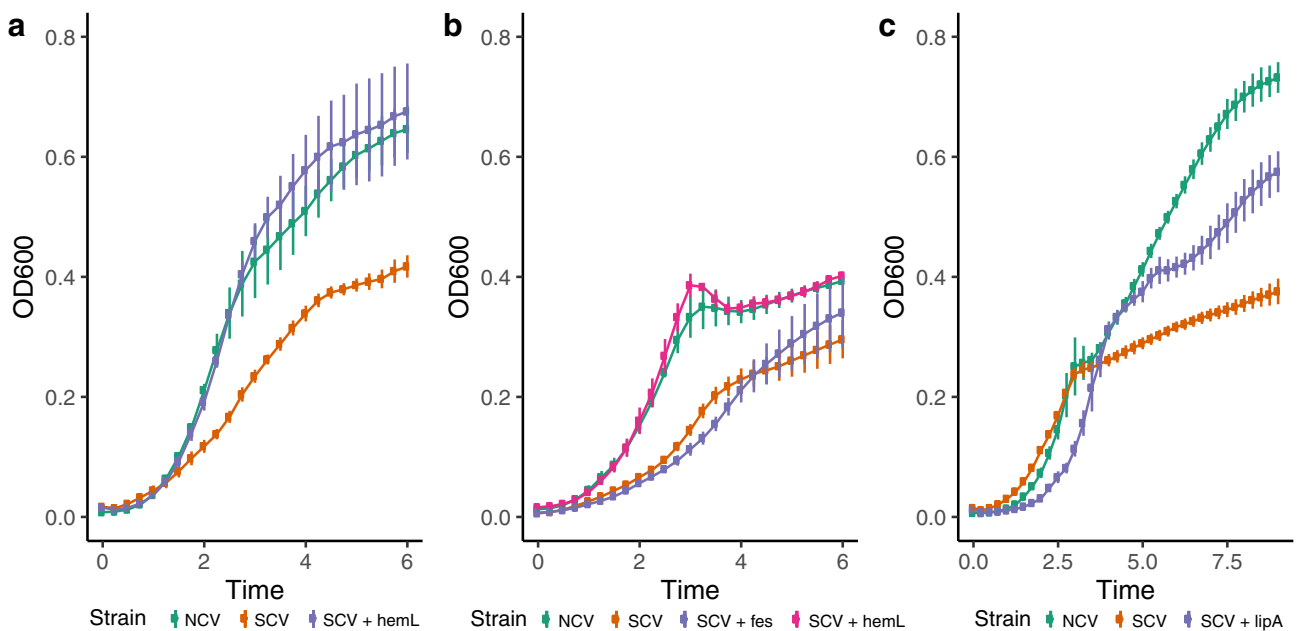 a
b
c
0.8
0.6
0.4
0.2
0.0
OD600
0 2 4 6
Time
0.8
0.6
0.4
0.2
0.0
OD600
0 2 4 6
Time
0.8
0.6
0.4
0.2
0.0
OD600
0.0 2.5 5.0 7.5
Time
Strain NCV SCV SCV + hemL
Strain NCV SCV SCV + fes SCV + hemL
Strain NCV SCV SCV + lipA